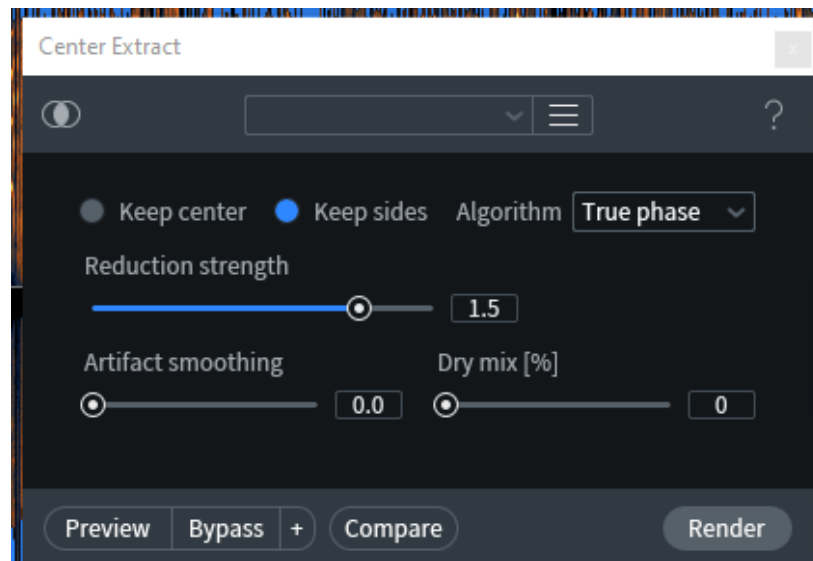 Center Extract
x
?
Keep center Keep sides Algorithm True phase
Reduction strength
1.5
Artifact smoothing Dry mix [%]
0.0 0
Preview Bypass + Compare Render